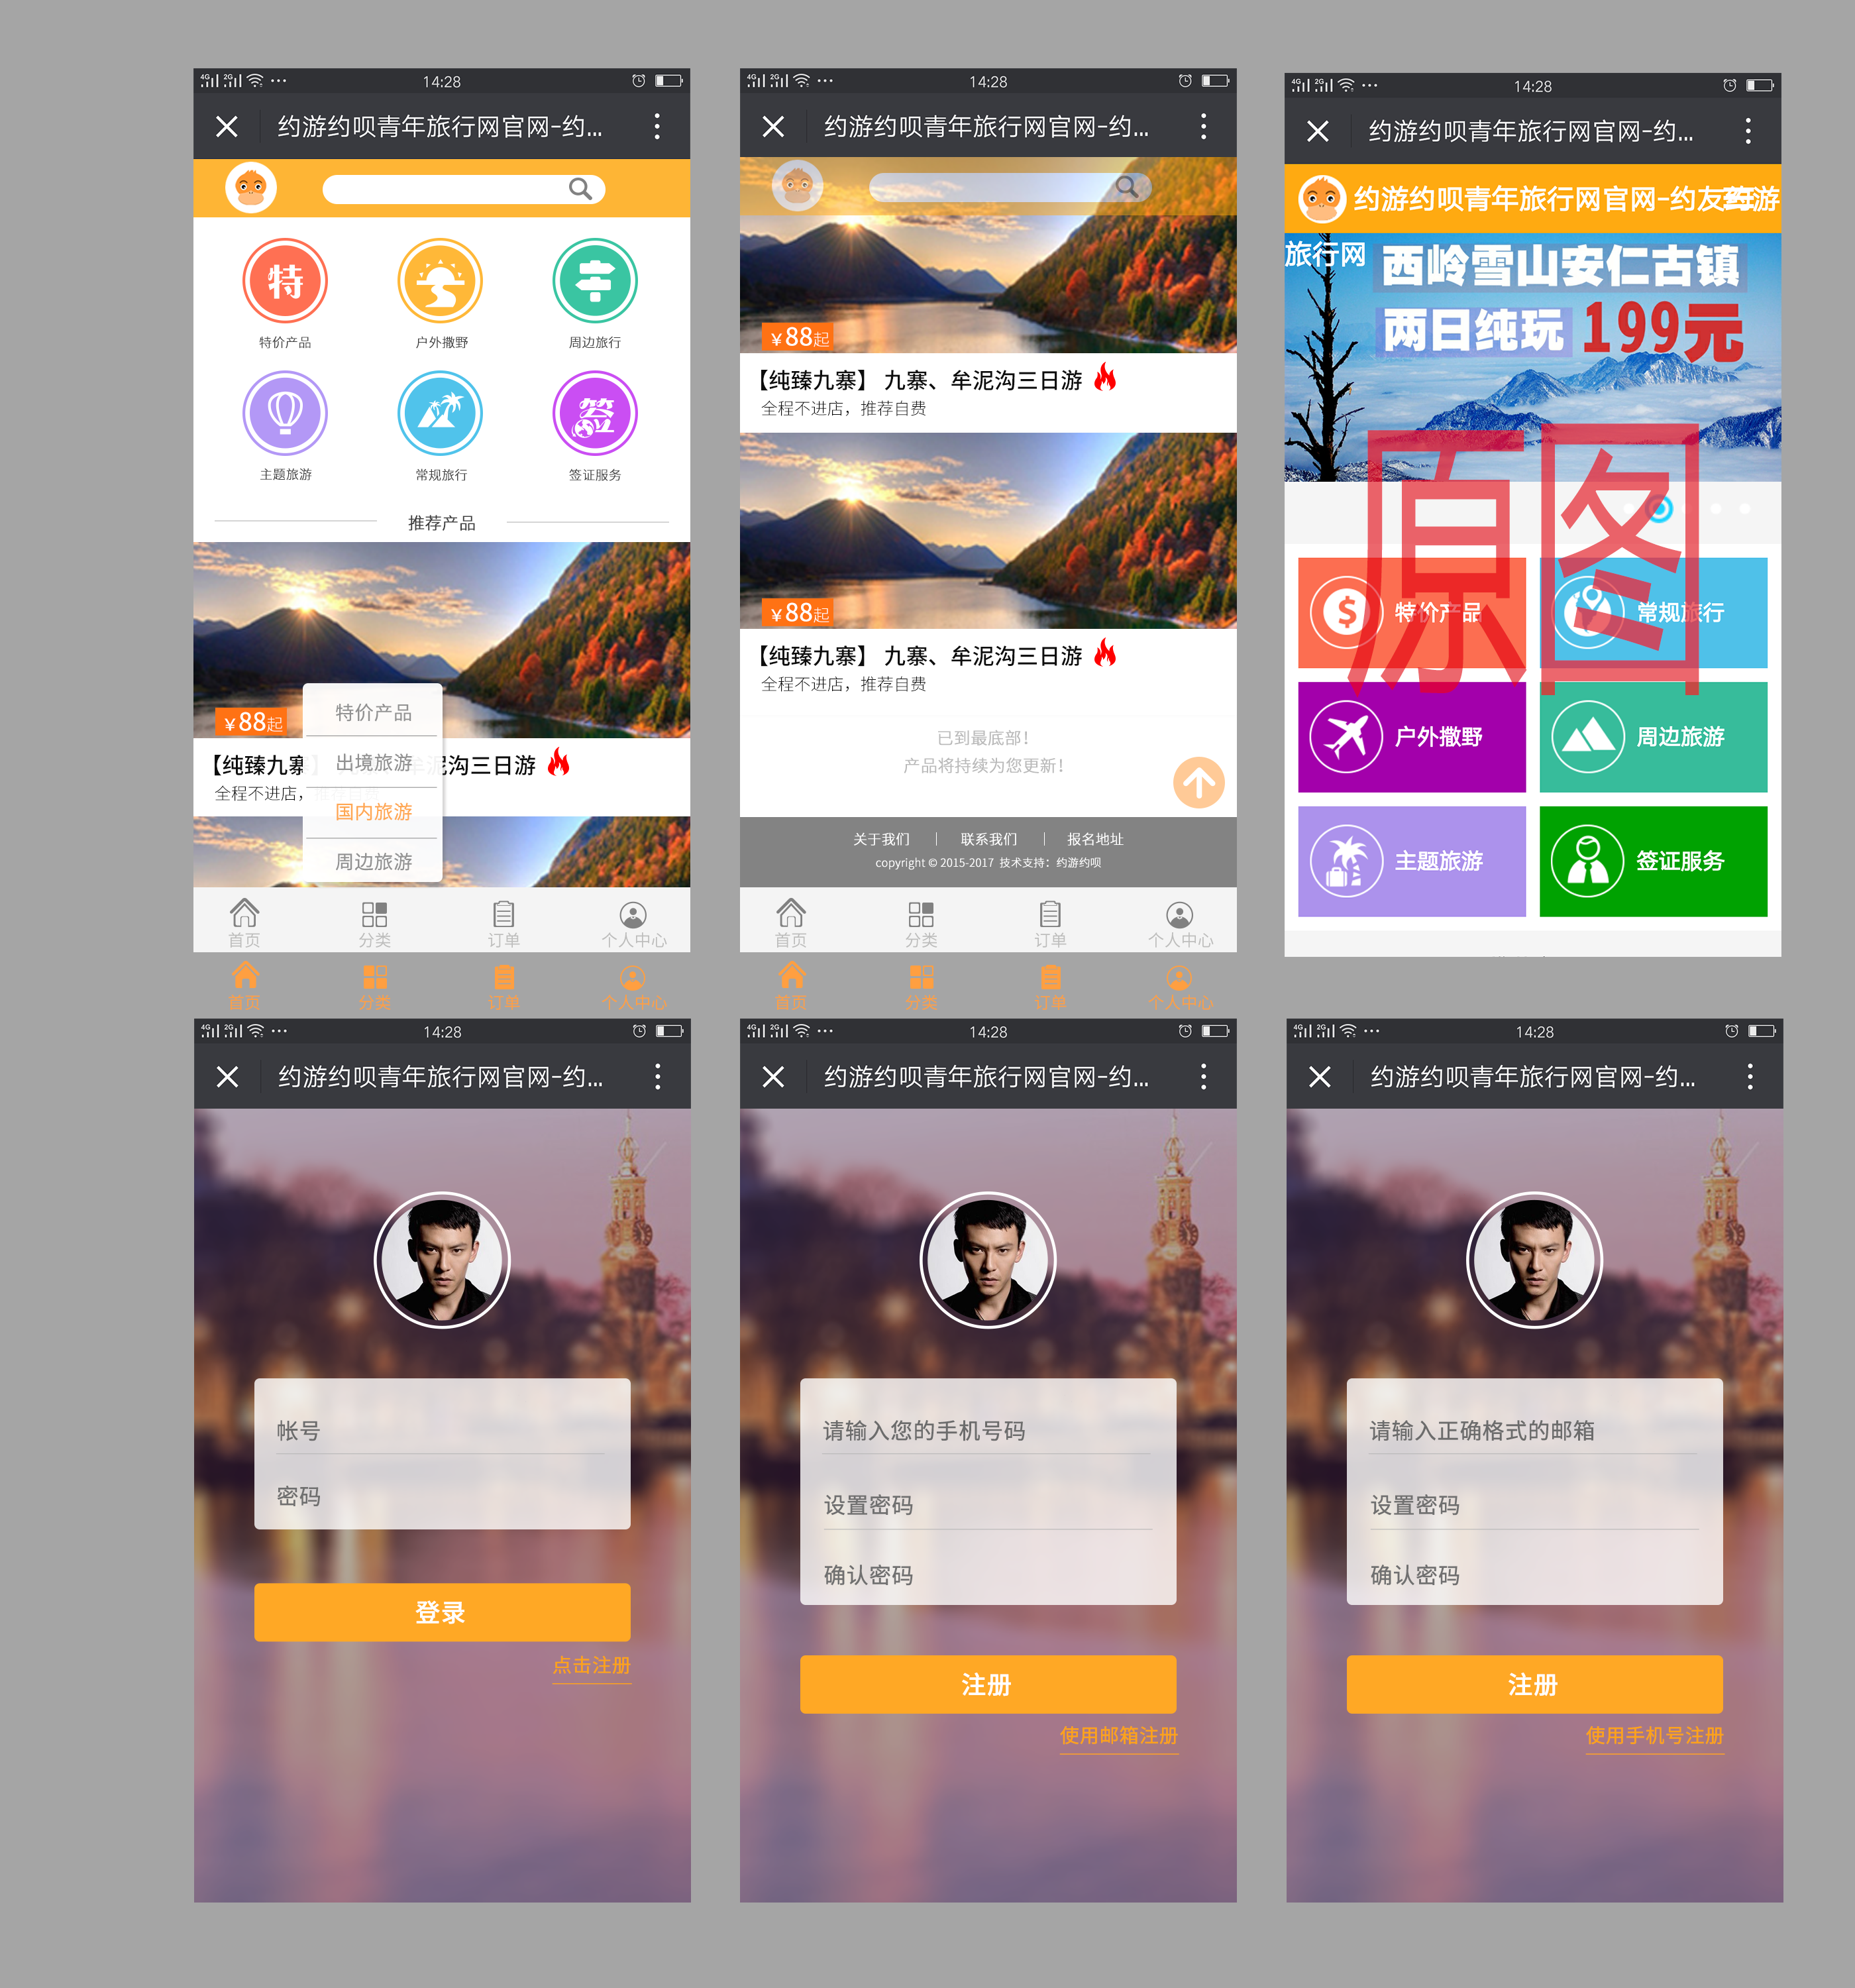 4G 2G 14:28
约游约呗青年旅行网官网-约...
特
特价产品 户外撒野 周边旅行
签
主题旅游 常规旅行 签证服务
推荐产品
¥88起
特价产品
出境旅游
国内旅游
周边旅游
【纯臻九寨】 牟泥沟三日游
全程不进店，推荐自费
首页 分类 订单 个人中心
首页 分类 订单 个人中心
4G 2G 14:28
约游约呗青年旅行网官网-约...
¥88起
【纯臻九寨】 九寨、牟泥沟三日游
全程不进店，推荐自费
¥88起
【纯臻九寨】 九寨、牟泥沟三日游
全程不进店，推荐自费
已到最底部！
产品将持续为您更新！
关于我们 | 联系我们 | 报名地址
copyright © 2015-2017 技术支持：约游约呗
首页 分类 订单 个人中心
首页 分类 订单 个人中心
4G 2G 14:28
约游约呗青年旅行网官网-约...
约游约呗青年旅行网官网-约友 约游
旅行网
西岭雪山安仁古镇
两日纯玩 199元
原图
$ 特价产品 常规旅行
户外撒野 周边旅游
主题旅游 签证服务
4G 2G 14:28
约游约呗青年旅行网官网-约...
帐号
密码
登录
点击注册
4G 2G 14:28
约游约呗青年旅行网官网-约...
请输入您的手机号码
设置密码
确认密码
注册
使用邮箱注册
4G 2G 14:28
约游约呗青年旅行网官网-约...
请输入正确格式的邮箱
设置密码
确认密码
注册
使用手机号注册